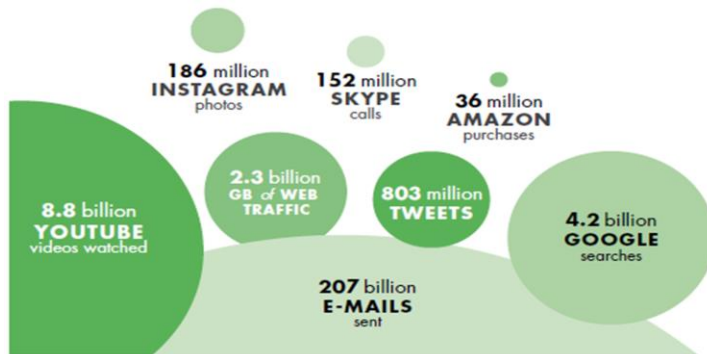 186 million
INSTAGRAM
photos
152 million
SKYPE
calls
36 million
AMAZON
purchases
8.8 billion
YOUTUBE
videos watched
2.3 billion
GB of WEB
TRAFFIC
803 million
TWEETS
4.2 billion
GOOGLE
searches
207 billion
E-MAILS
sent